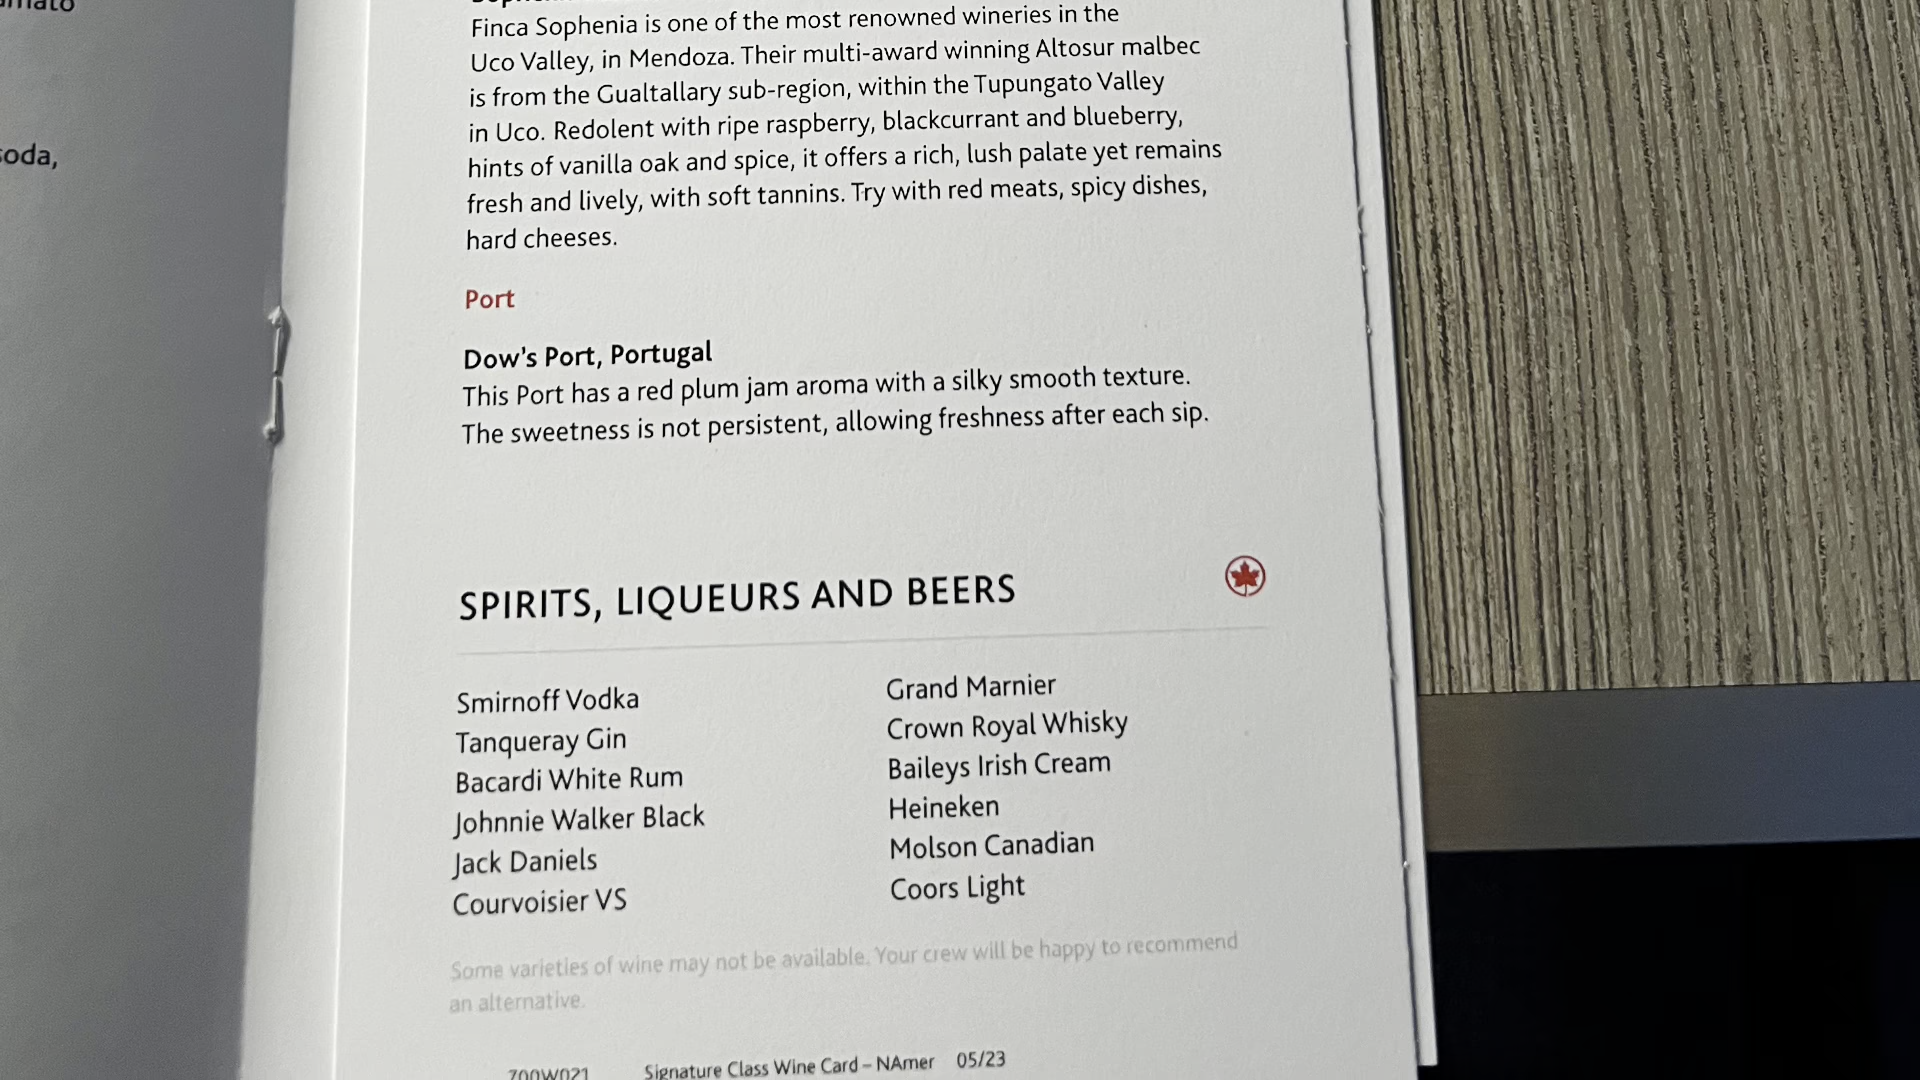 soda,
Finca Sophenia is one of the most renowned wineries in the
Uco Valley, in Mendoza. Their multi-award winning Altosur malbec
is from the Gualtallary sub-region, within the Tupungato Valley
in Uco. Redolent with ripe raspberry, blackcurrant and blueberry,
hints of vanilla oak and spice, it offers a rich, lush palate yet remains
fresh and lively, with soft tannins. Try with red meats, spicy dishes,
hard cheeses.
Port
Dow's Port, Portugal
This Port has a red plum jam aroma with a silky smooth texture.
The sweetness is not persistent, allowing freshness after each sip.
SPIRITS, LIQUEURS AND BEERS
Smirnoff Vodka
Tanqueray Gin
Bacardi White Rum
Johnnie Walker Black
Jack Daniels
Courvoisier VS
Grand Marnier
Crown Royal Whisky
Baileys Irish Cream
Heineken
Molson Canadian
Coors Light
Some varieties of wine may not be available. Your crew will be happy to recommend
an alternative.
700W021 Signature Class Wine Card – NAmer 05/23